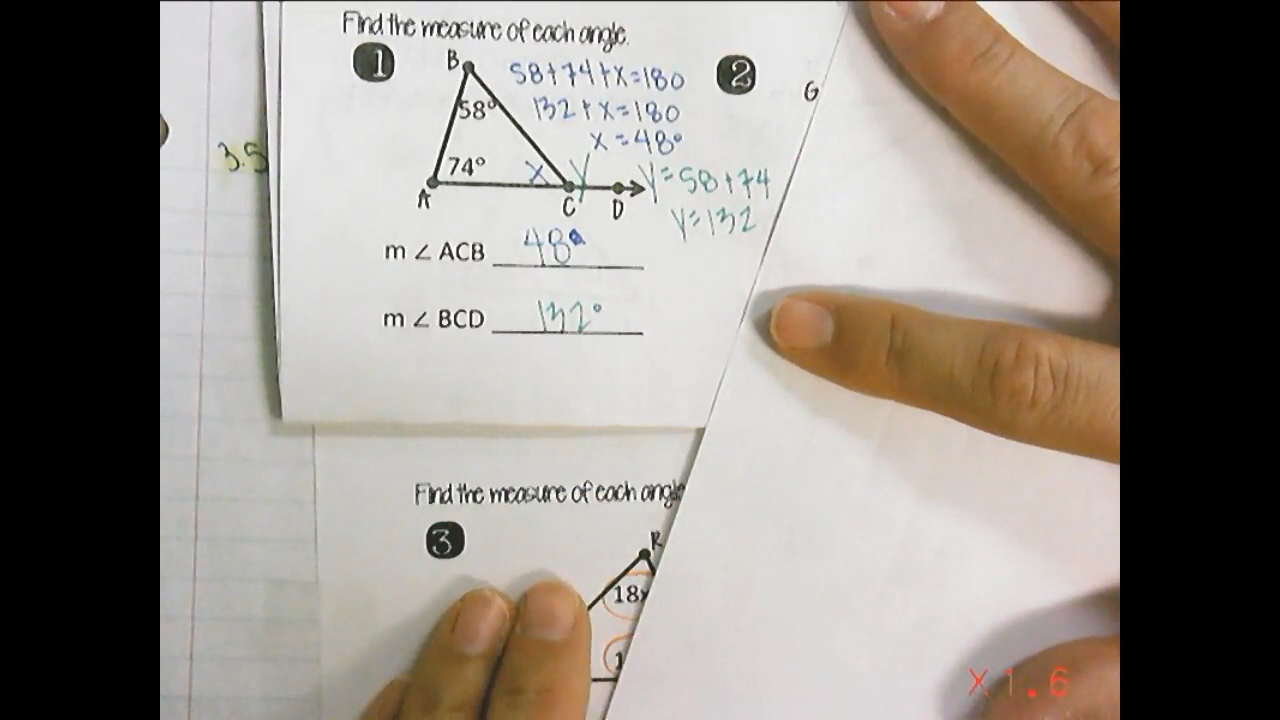 Find the measure of each angle.
1
B
58+74+x=180
2
58°
132+x=180
G
x=48°
3.5
74°
x
y
y=58+74
A
C
D
y=132
m ∠ ACB 48°
m ∠ BCD 132°
Find the measure of each angle
3
R
18x
1
X1.6